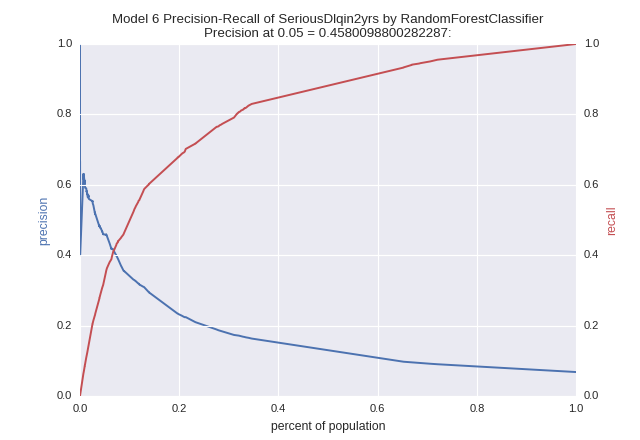 Model 6 Precision-Recall of SeriousDlqin2yrs by RandomForestClassifier
Precision at 0.05 = 0.4580098800282287:
1.0
0.8
0.6
0.4
0.2
0.0
precision
1.0
0.8
0.6
0.4
0.2
0.0
recall
0.0 0.2 0.4 0.6 0.8 1.0
percent of population